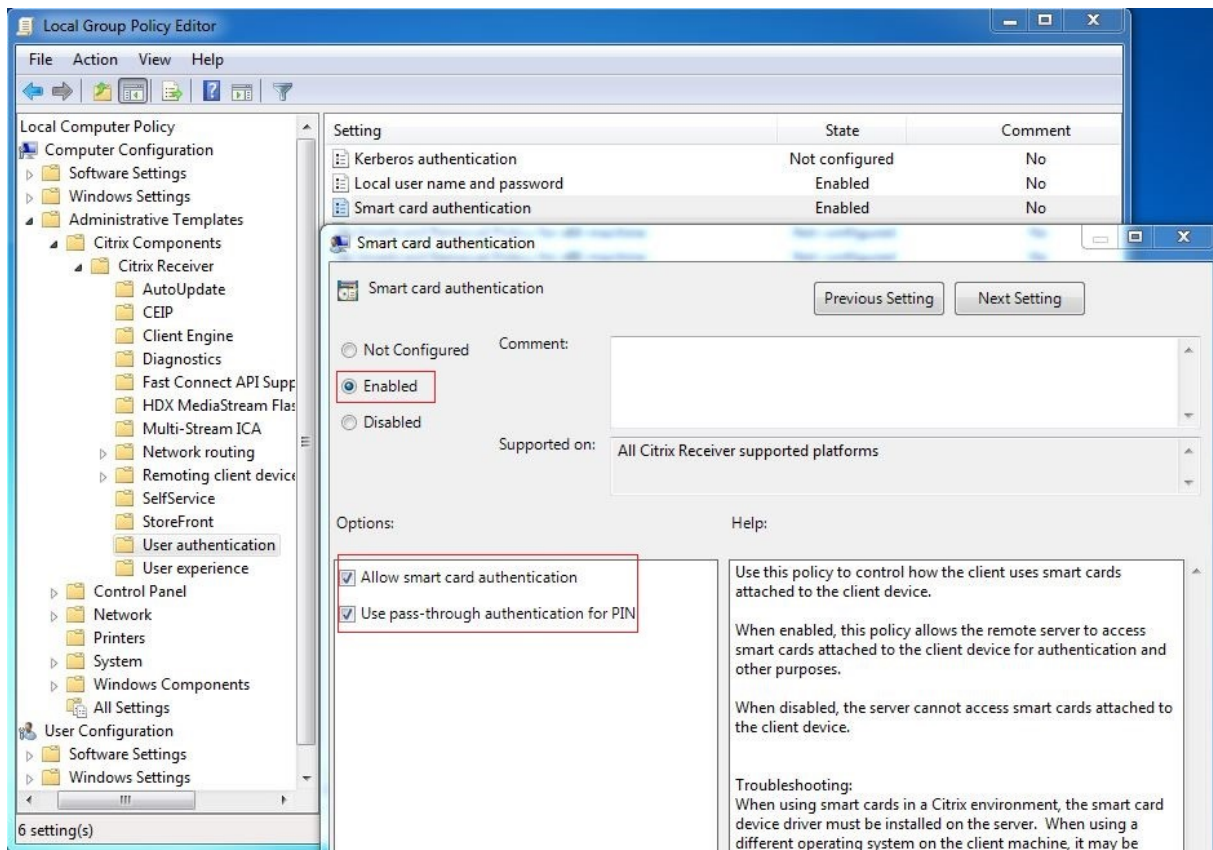 Local Group Policy Editor
File Action View Help
Local Computer Policy
Computer Configuration
Software Settings
Windows Settings
Administrative Templates
Citrix Components
Citrix Receiver
AutoUpdate
CEIP
Client Engine
Diagnostics
Fast Connect API Supp
HDX MediaStream Flas
Multi-Stream ICA
Network routing
Remoting client device
SelfService
StoreFront
User authentication
User experience
Control Panel
Network
Printers
System
Windows Components
All Settings
User Configuration
Software Settings
Windows Settings
6 setting(s)
Setting State Comment
Kerberos authentication Not configured No
Local user name and password Enabled No
Smart card authentication Enabled No
Smart card authentication
Smart card authentication
Previous Setting Next Setting
Not Configured
Enabled
Disabled
Comment:
Supported on: All Citrix Receiver supported platforms
Options:
Allow smart card authentication
Use pass-through authentication for PIN
Help:
Use this policy to control how the client uses smart cards
attached to the client device.
When enabled, this policy allows the remote server to access
smart cards attached to the client device for authentication and
other purposes.
When disabled, the server cannot access smart cards attached to
the client device.
Troubleshooting:
When using smart cards in a Citrix environment, the smart card
device driver must be installed on the server. When using a
different operating system on the client machine, it may be